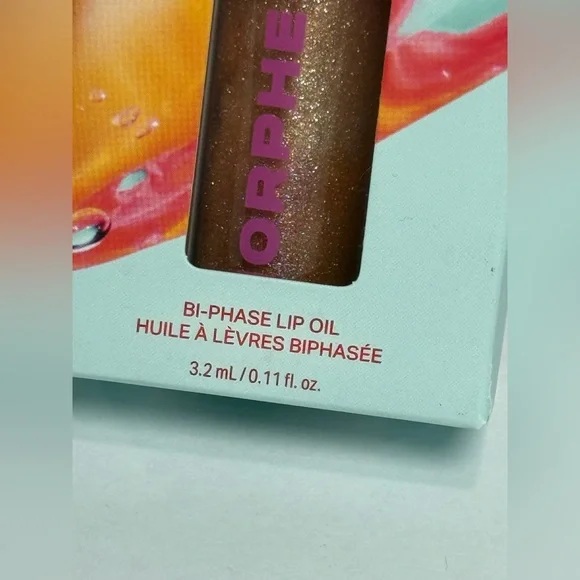 ORPHE
BI-PHASE LIP OIL
HUILE À LÈVRES BIPHASÉE
3.2 mL/0.11 fl. oz.